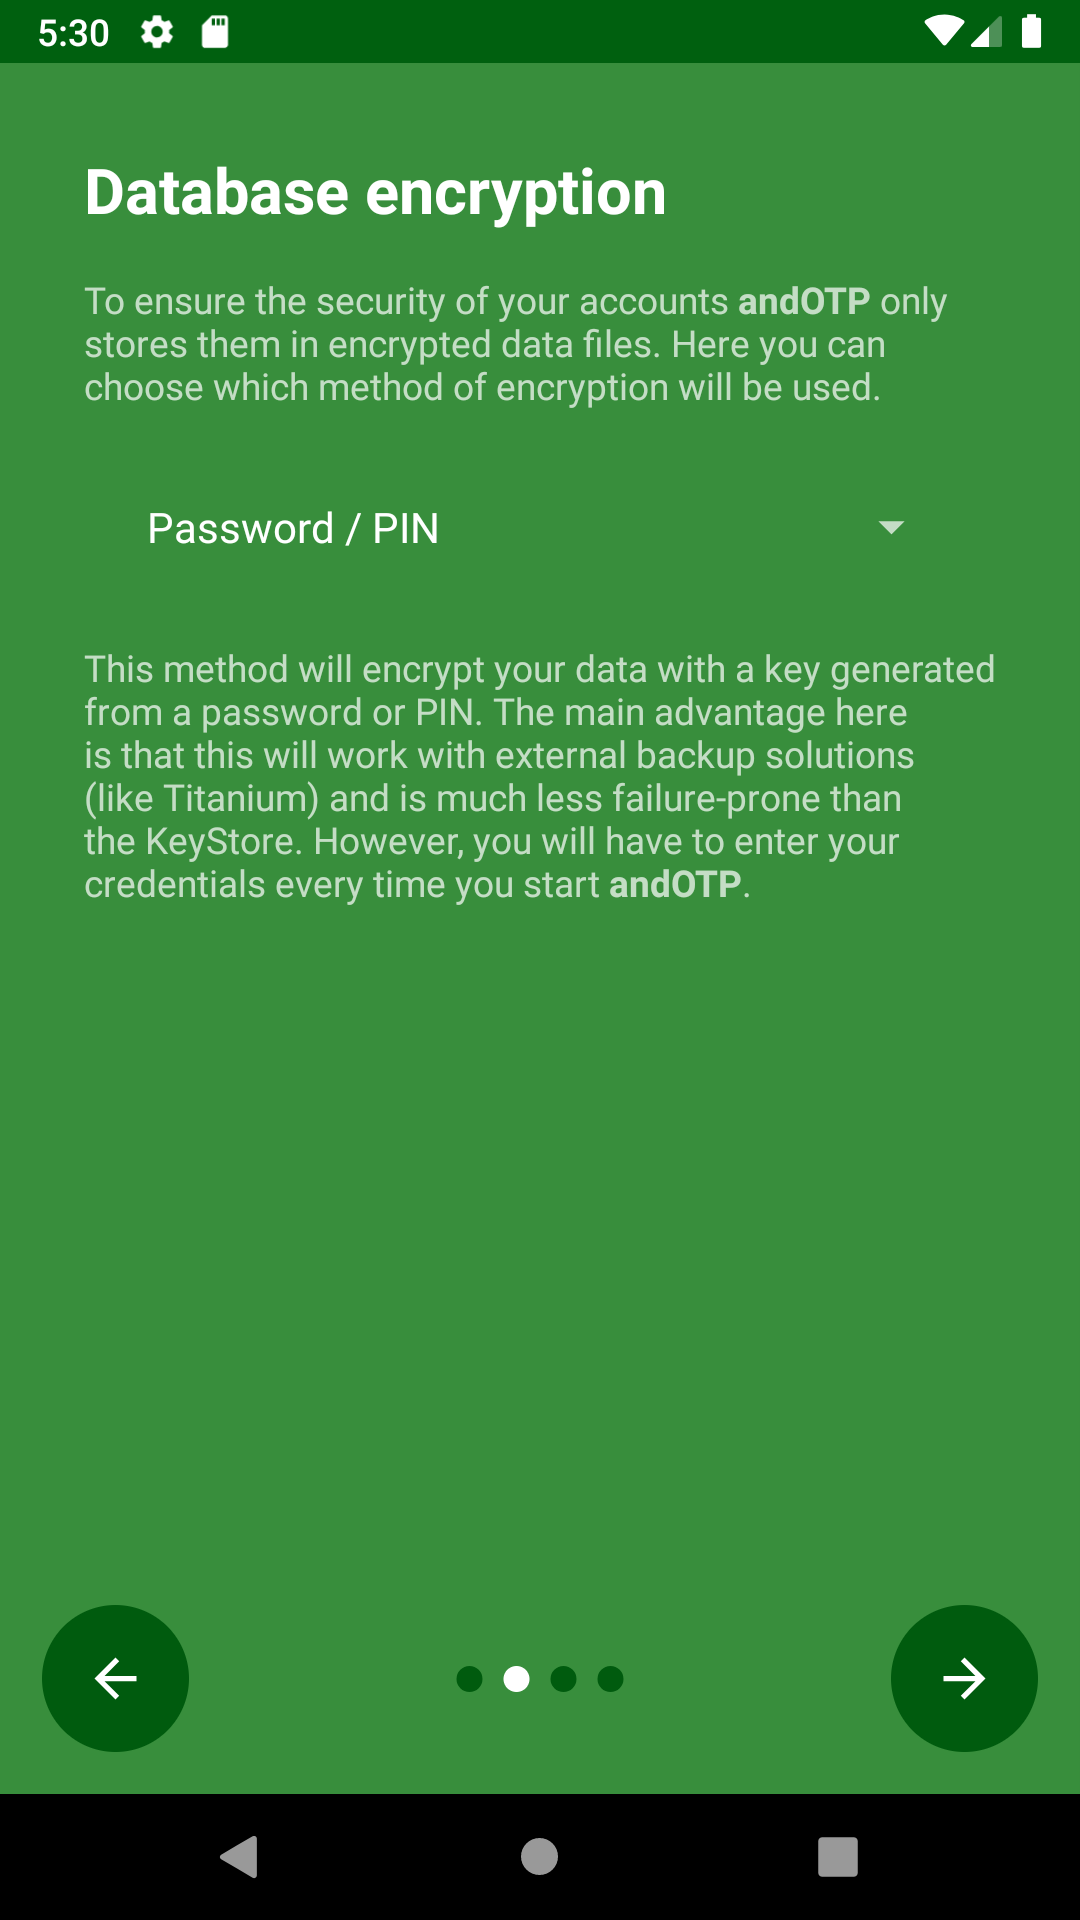 5:30
Database encryption
To ensure the security of your accounts andOTP only
stores them in encrypted data files. Here you can
choose which method of encryption will be used.
Password / PIN
This method will encrypt your data with a key generated
from a password or PIN. The main advantage here
is that this will work with external backup solutions
(like Titanium) and is much less failure-prone than
the KeyStore. However, you will have to enter your
credentials every time you start andOTP.